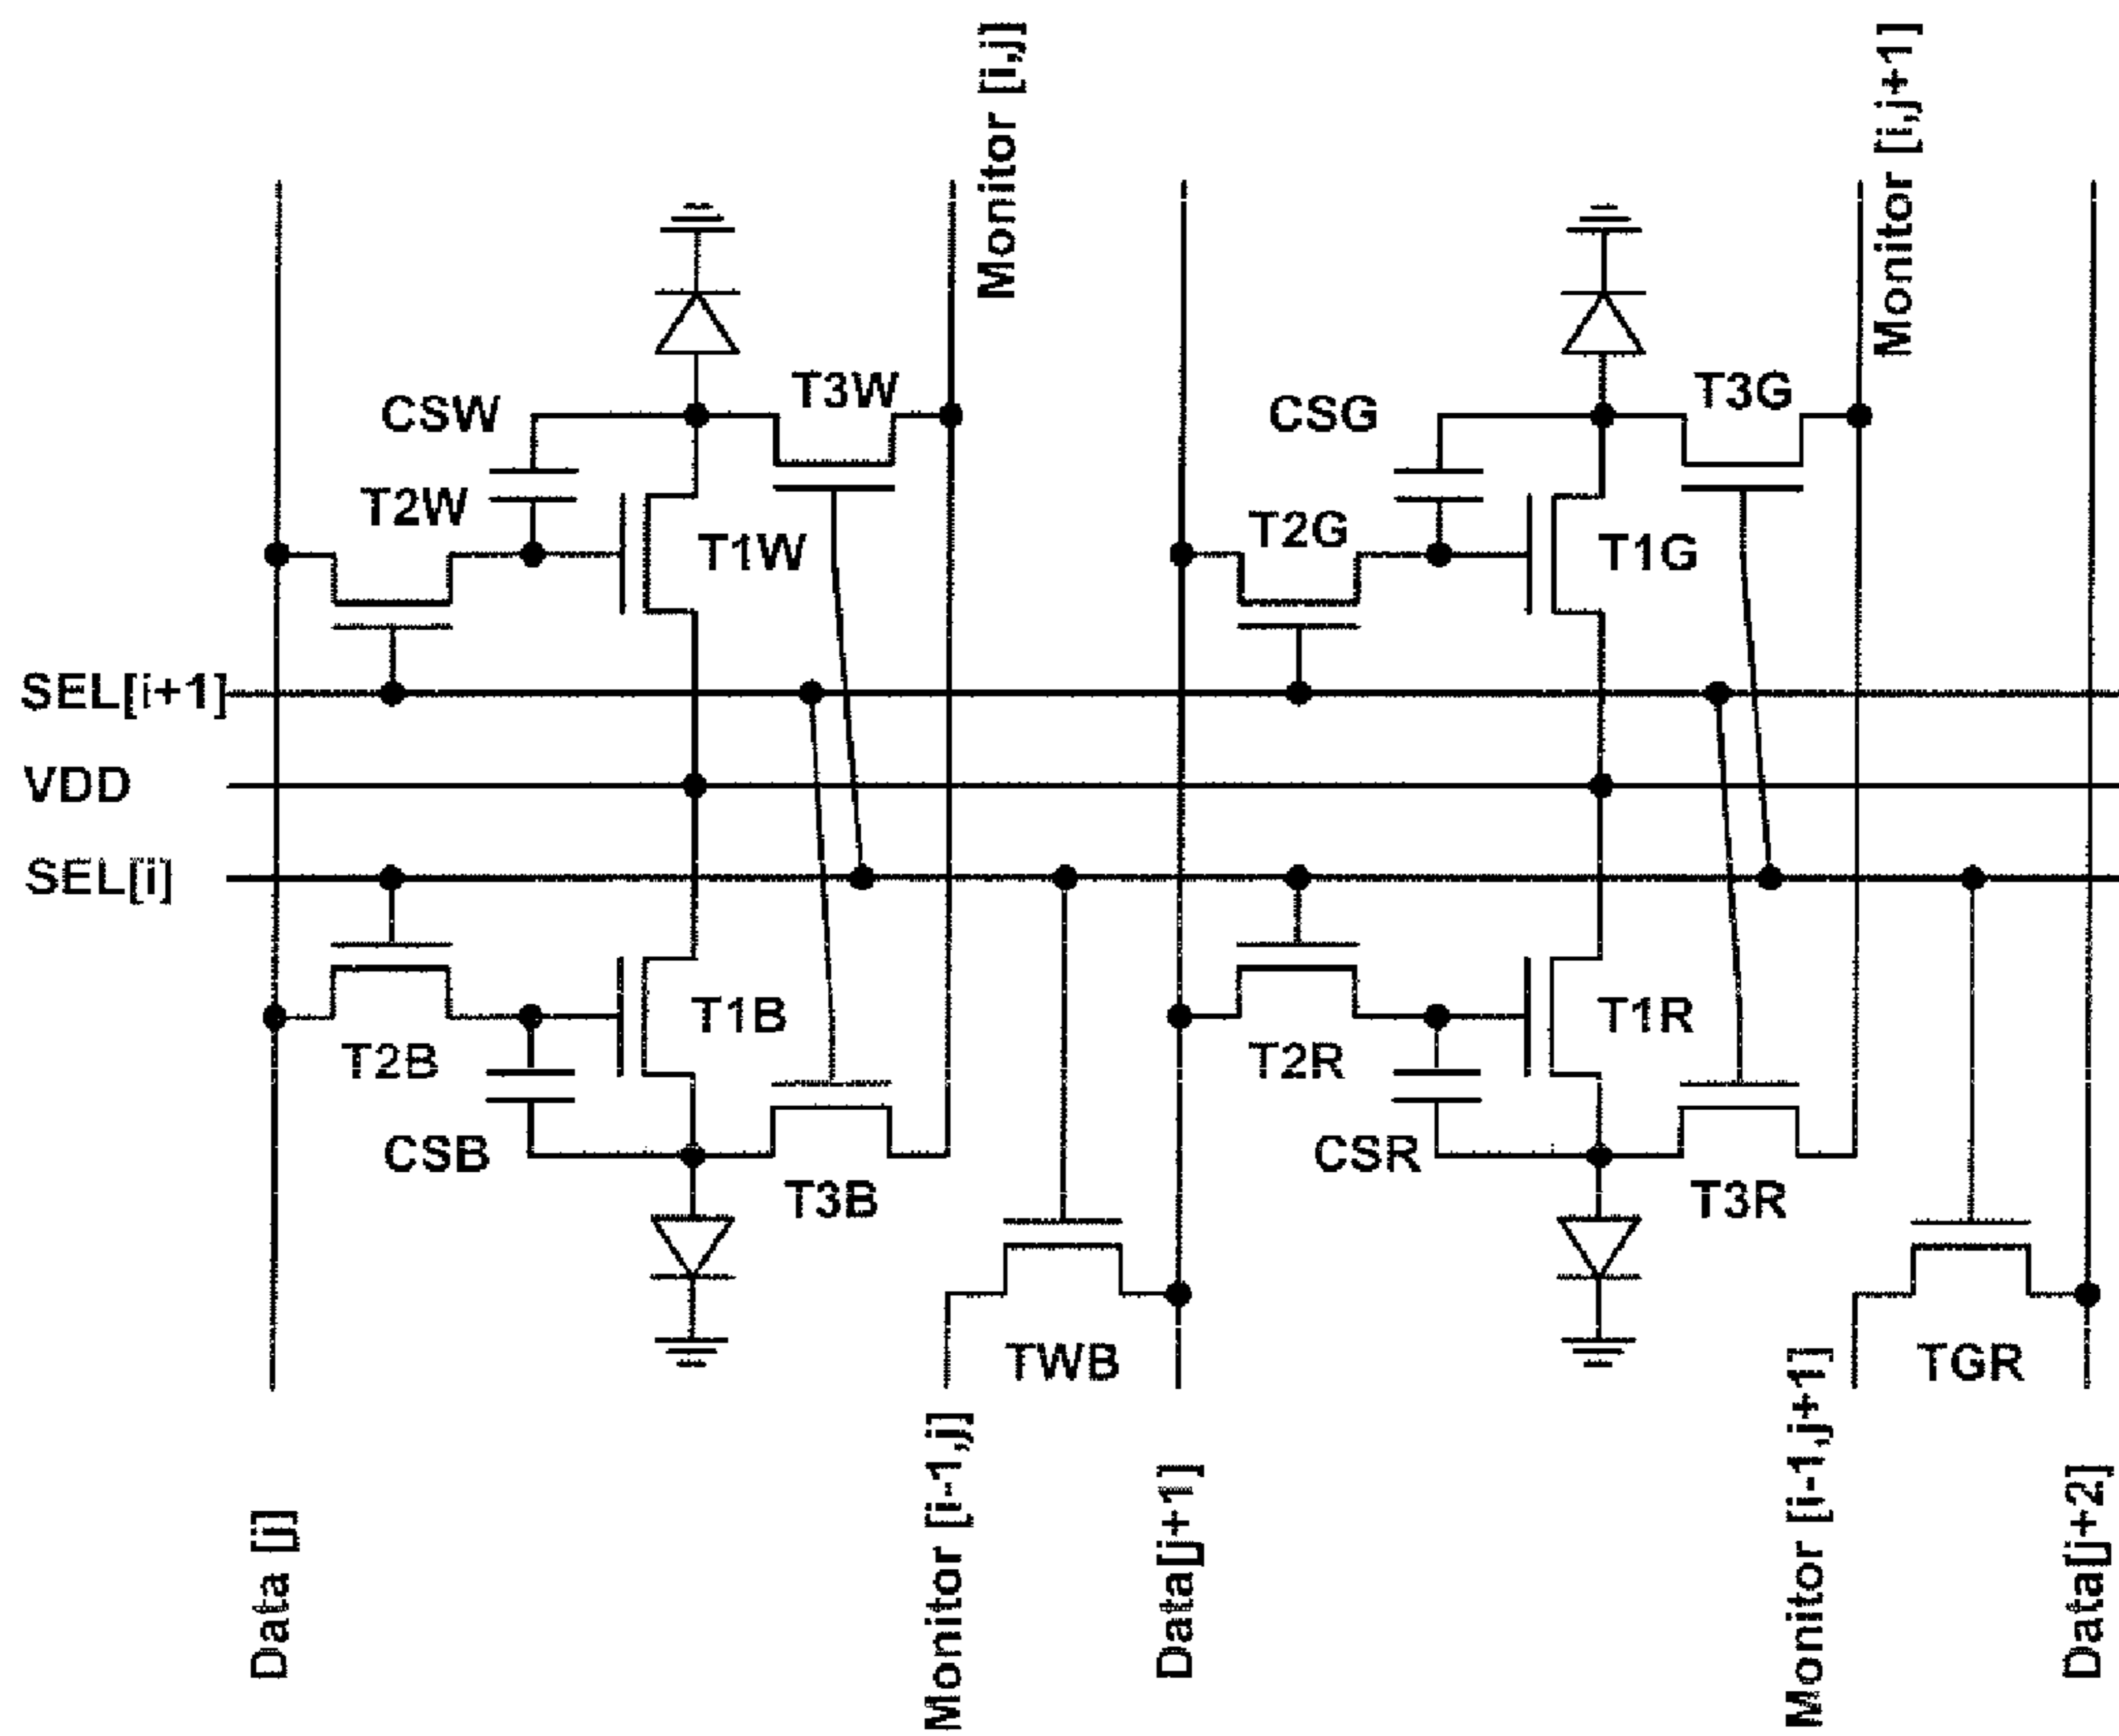 Monitor [i,j]
Monitor [i,j+1]
CSW
T3W
CSG
T3G
T2W
T1W
T2G
T1G
SEL[i+1]
VDD
SEL[i]
T1B
T1R
T2B
T2R
CSB
T3B
CSR
T3R
TWB
TGR
Data [j]
Monitor [i-1,j]
Data[j+1]
Monitor [i-1,j+1]
Data[j+2]